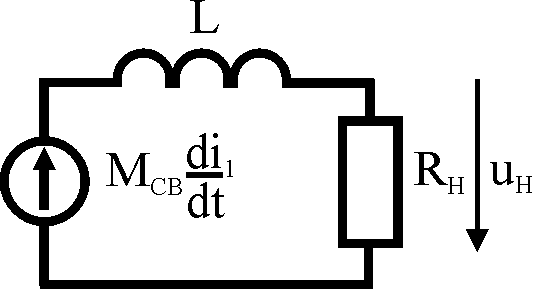 L
M_CB di_1/dt
R_H
u_H